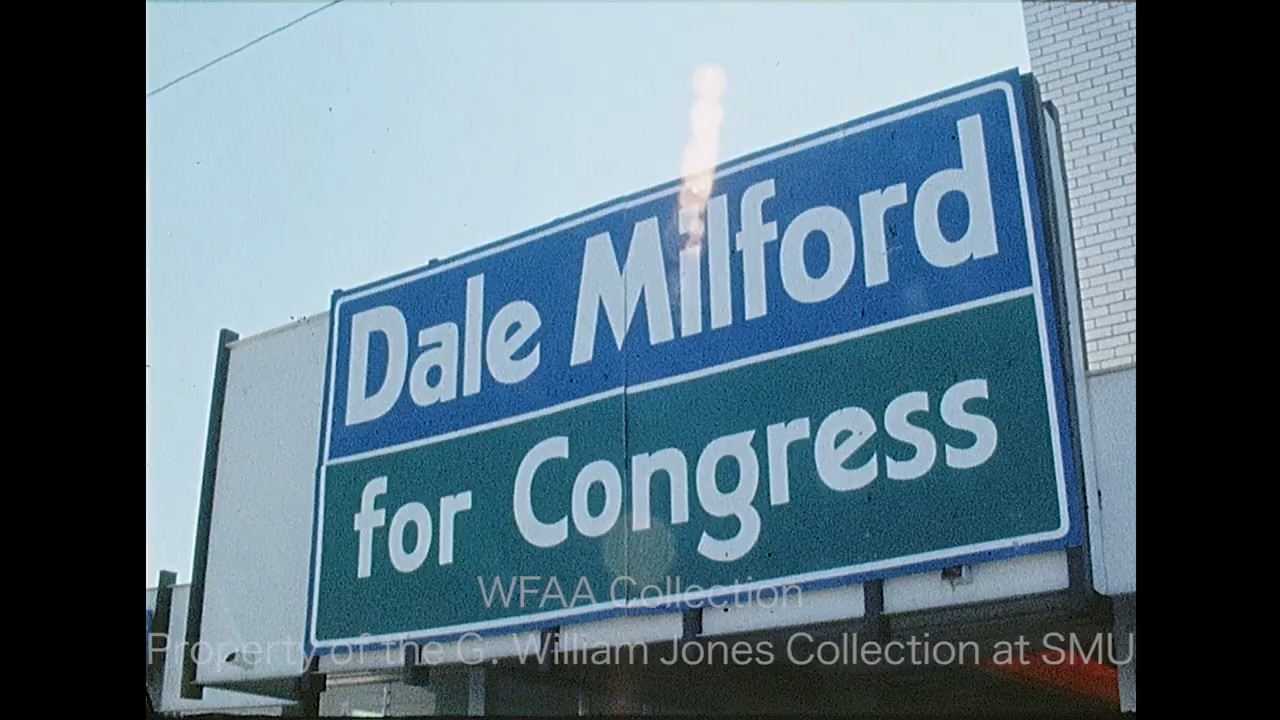 Dale Milford
for Congress
WFAA Collection
Property of the G. William Jones Collection at SMU